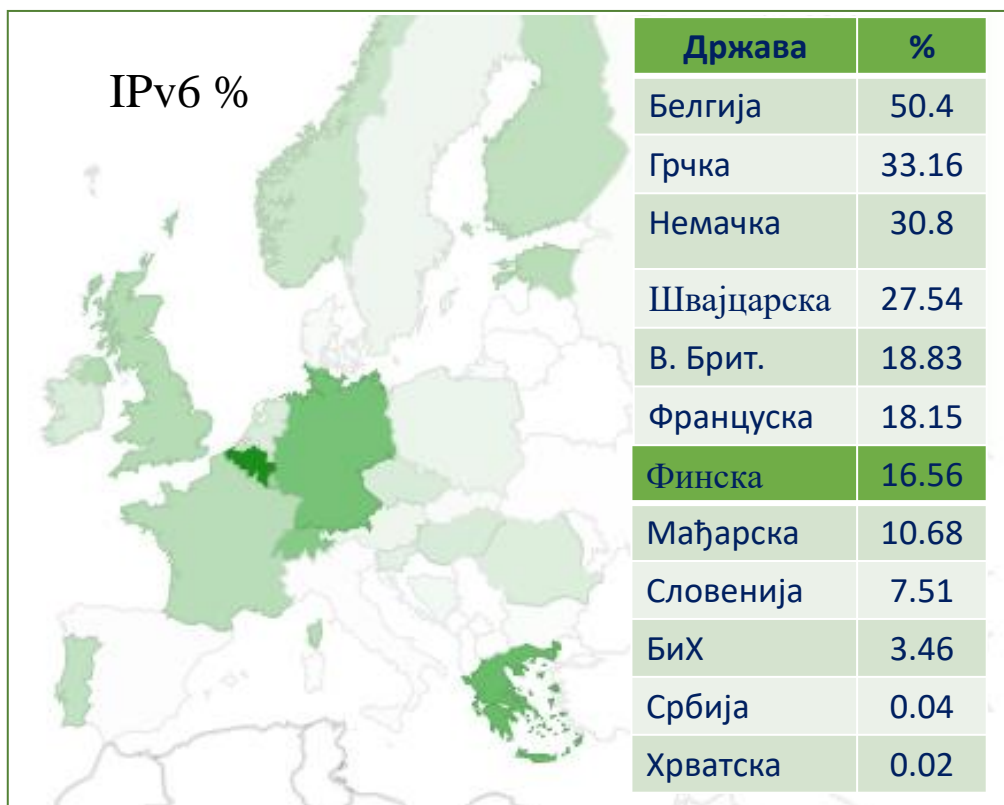 IPv6 %
Држава %
Белгија 50.4
Грчка 33.16
Немачка 30.8
Швајцарска 27.54
В. Брит. 18.83
Француска 18.15
Финска 16.56
Мађарска 10.68
Словенија 7.51
БиХ 3.46
Србија 0.04
Хрватска 0.02